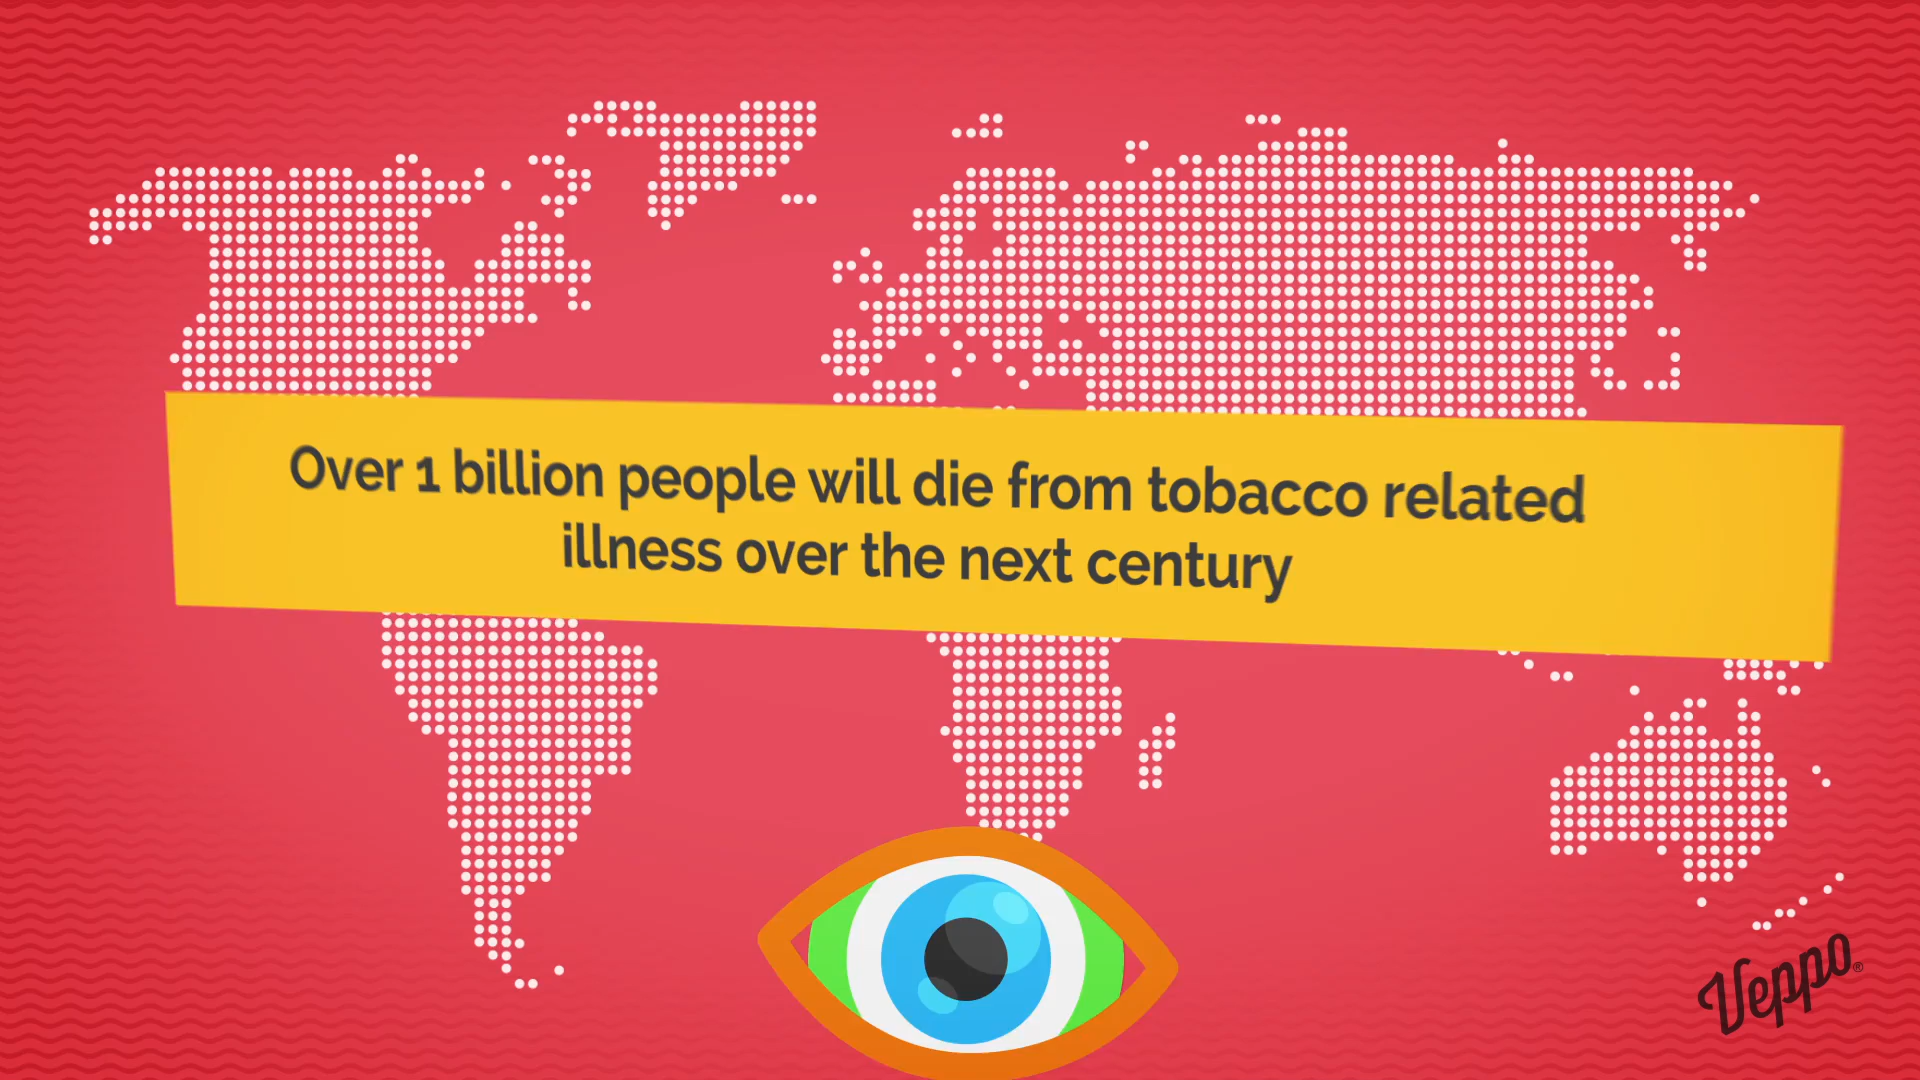 Over 1 billion people will die from tobacco related
illness over the next century
Veppo®